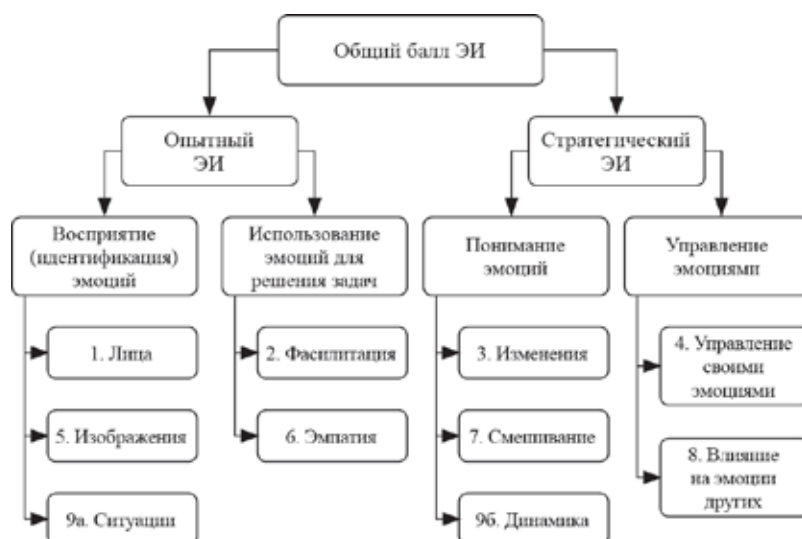 Общий балл ЭИ
Опытный
ЭИ
Стратегический
ЭИ
Восприятие
(идентификация)
эмоций
Использование
эмоций для
решения задач
Понимание
эмоций
Управление
эмоциями
1. Лица
2. Фасилитация
3. Изменения
4. Управление
своими
эмоциями
5. Изображения
6. Эмпатия
7. Смешивание
8. Влияние
на эмоции
других
9а. Ситуации
9б. Динамика